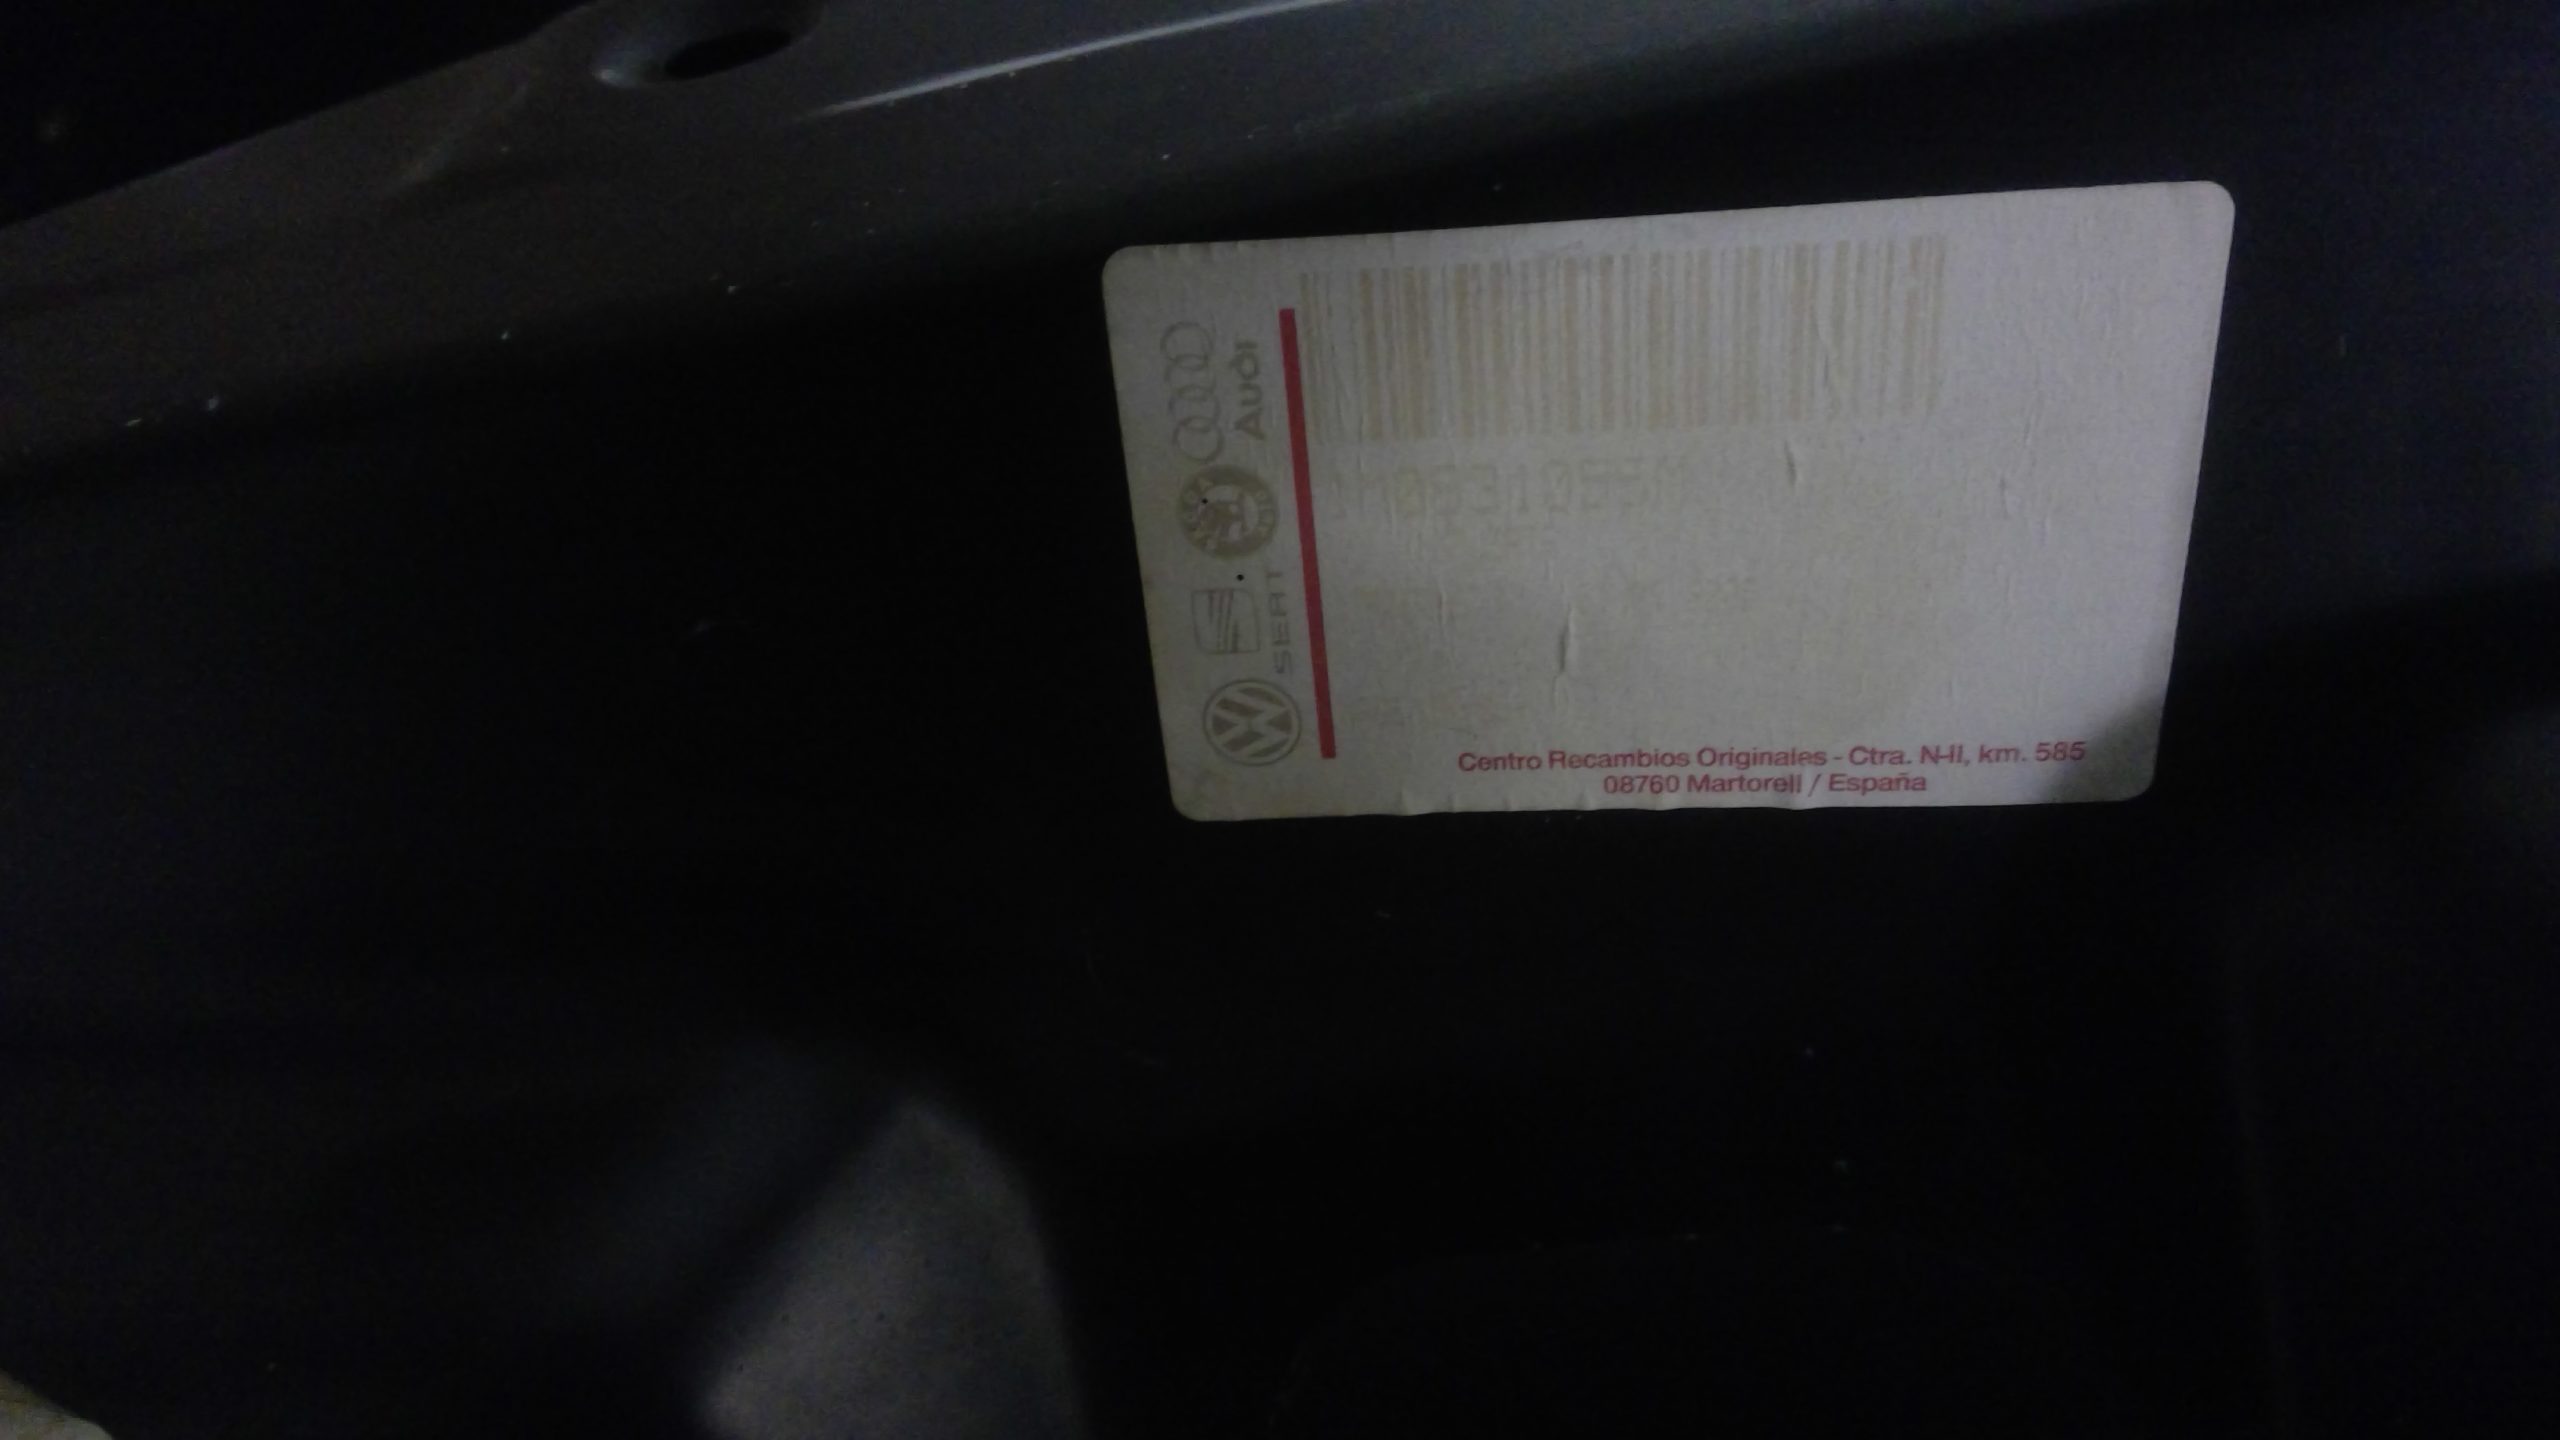 Audi
SEAT
Centro Recambios Originales - Ctra. N-II, km. 585
08760 Martorell / España